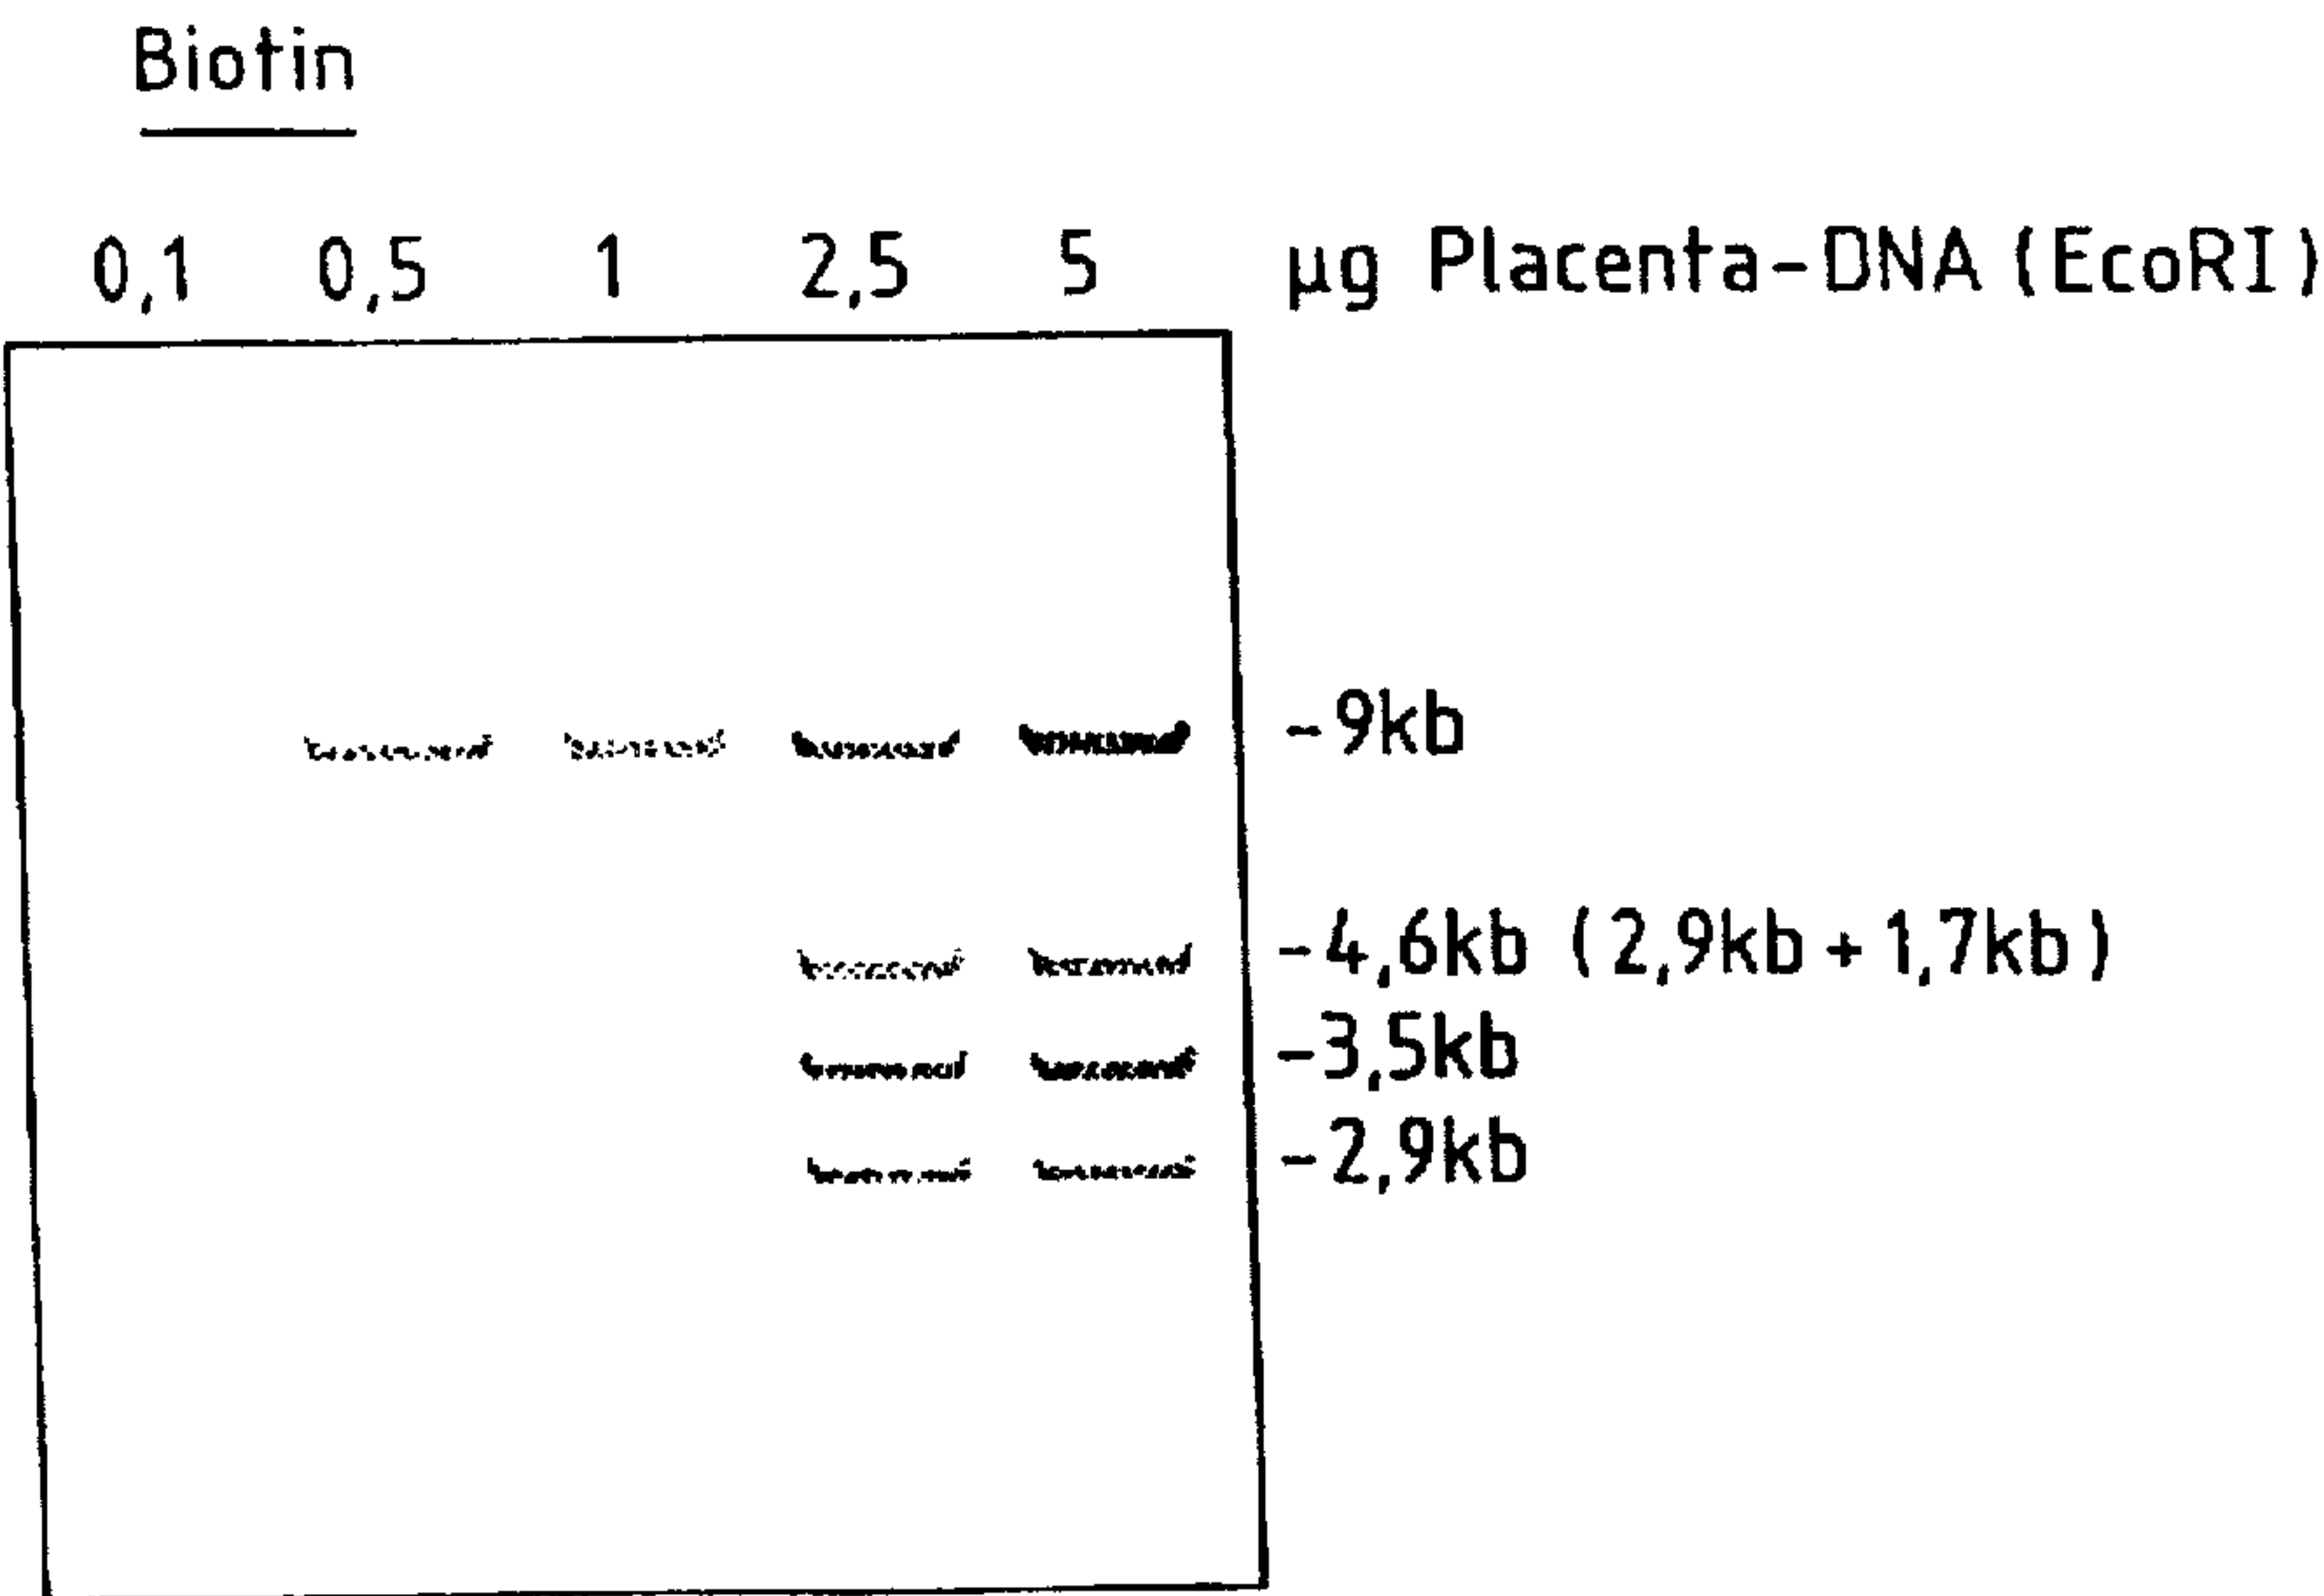 Biotin
0,1 0,5 1 2,5 5 µg Placenta-DNA (EcoRI)
-9kb
-4,6kb (2,9kb + 1,7kb)
-3,5kb
-2,9kb